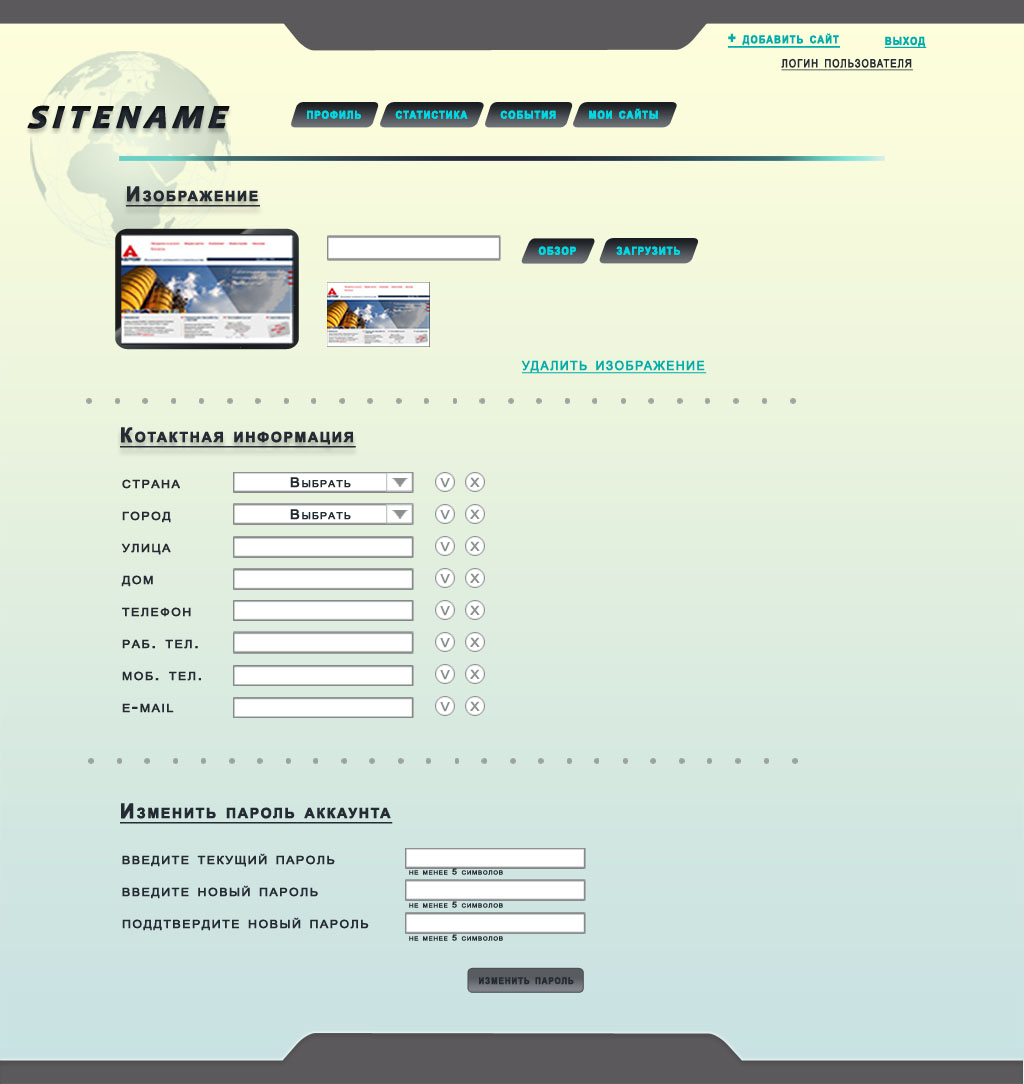 + ДОБАВИТЬ САЙТ ВЫХОД
ЛОГИН ПОЛЬЗОВАТЕЛЯ
SITENAME
ПРОФИЛЬ СТАТИСТИКА СОБЫТИЯ МОИ САЙТЫ
Изображение
ОБЗОР ЗАГРУЗИТЬ
УДАЛИТЬ ИЗОБРАЖЕНИЕ
Котактная информация
СТРАНА Выбрать V X
ГОРОД Выбрать V X
УЛИЦА V X
ДОМ V X
ТЕЛЕФОН V X
РАБ. ТЕЛ. V X
МОБ. ТЕЛ. V X
E-MAIL V X
Изменить пароль аккаунта
ВВЕДИТЕ ТЕКУЩИЙ ПАРОЛЬ
НЕ МЕНЕЕ 5 СИМВОЛОВ
ВВЕДИТЕ НОВЫЙ ПАРОЛЬ
НЕ МЕНЕЕ 5 СИМВОЛОВ
ПОДДТВЕРДИТЕ НОВЫЙ ПАРОЛЬ
НЕ МЕНЕЕ 5 СИМВОЛОВ
ИЗМЕНИТЬ ПАРОЛЬ